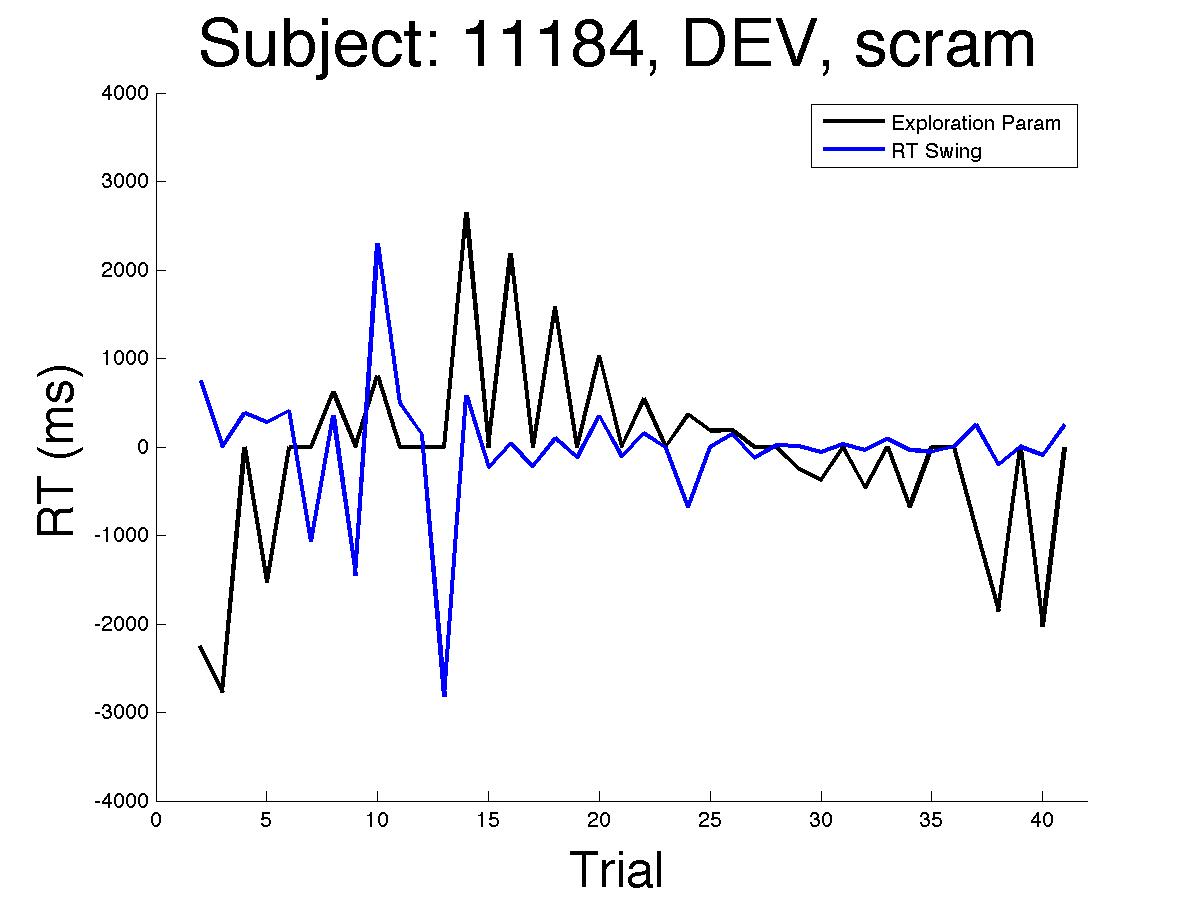 Subject: 11184, DEV, scram
4000
3000
2000
1000
0
-1000
-2000
-3000
-4000
RT (ms)
Exploration Param
RT Swing
0 5 10 15 20 25 30 35 40
Trial